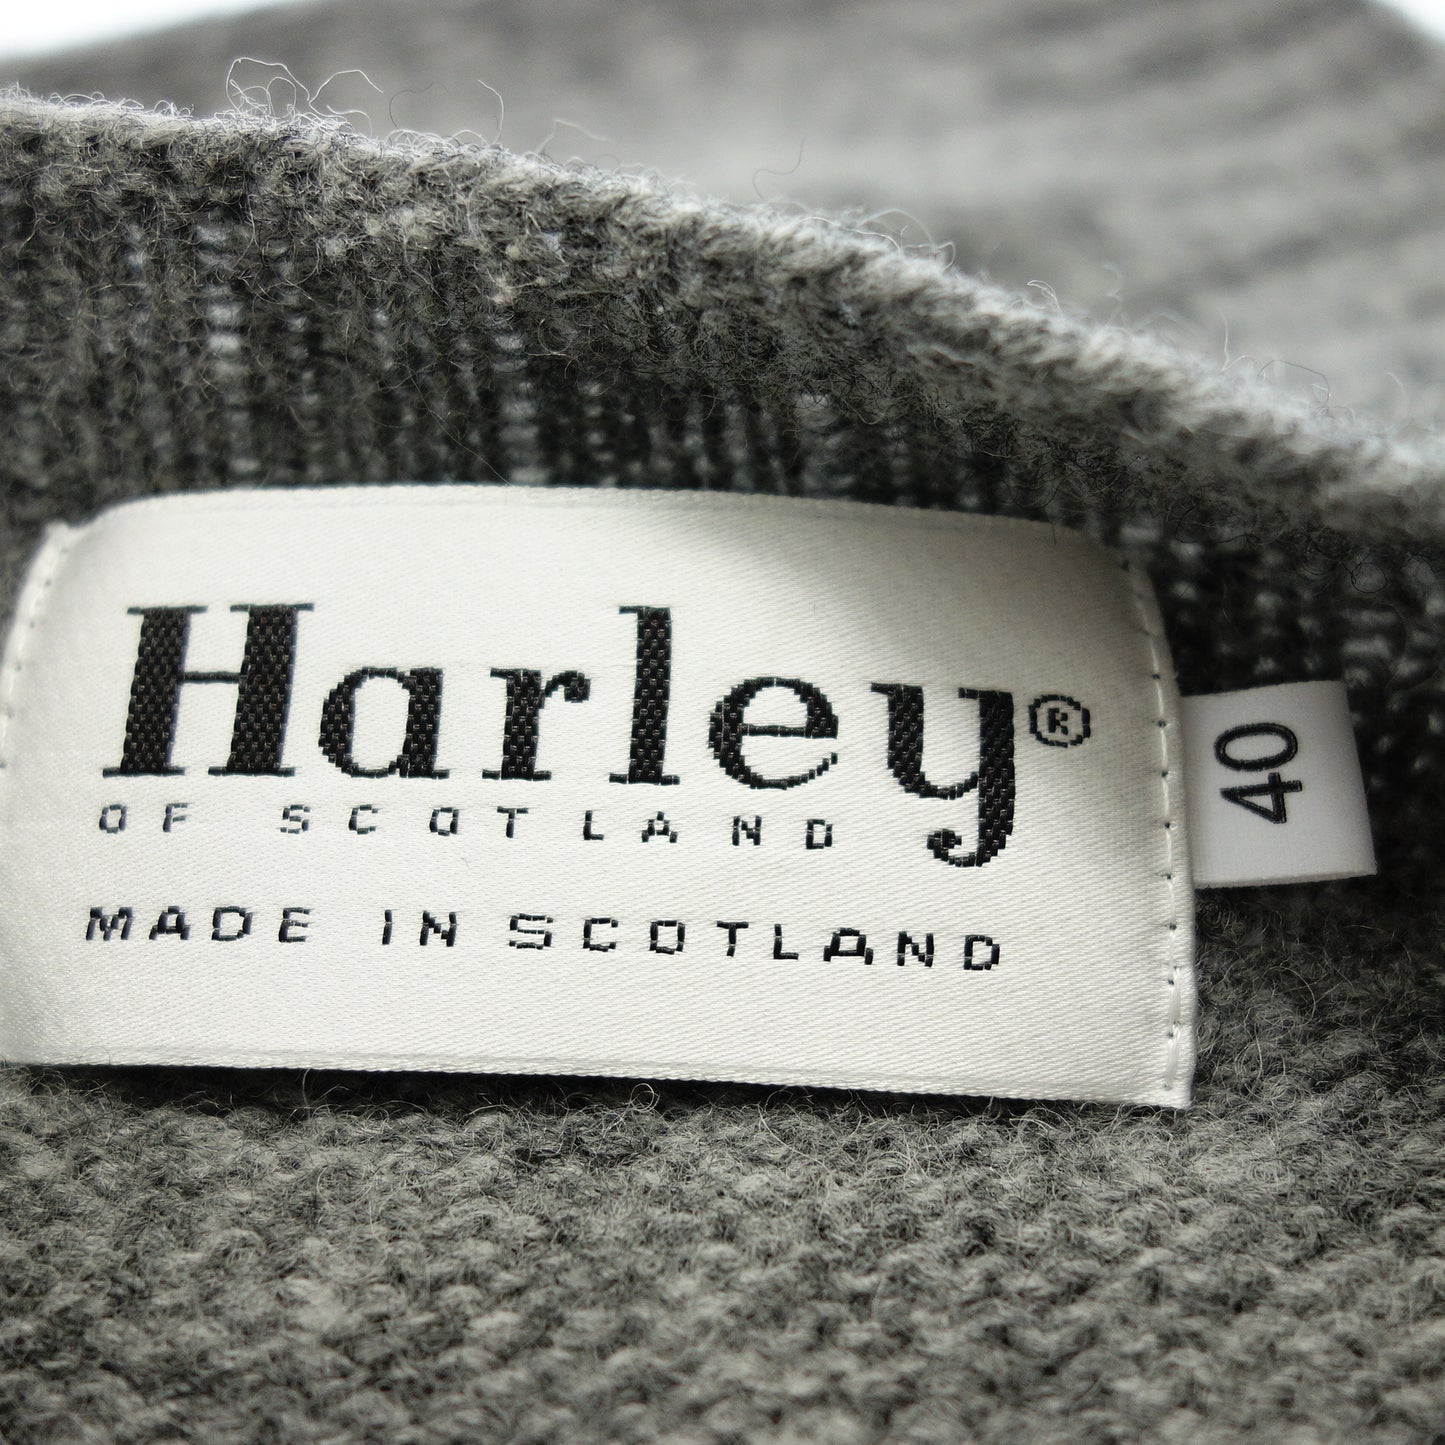 Harley®
OF SCOTLAND
MADE IN SCOTLAND
40